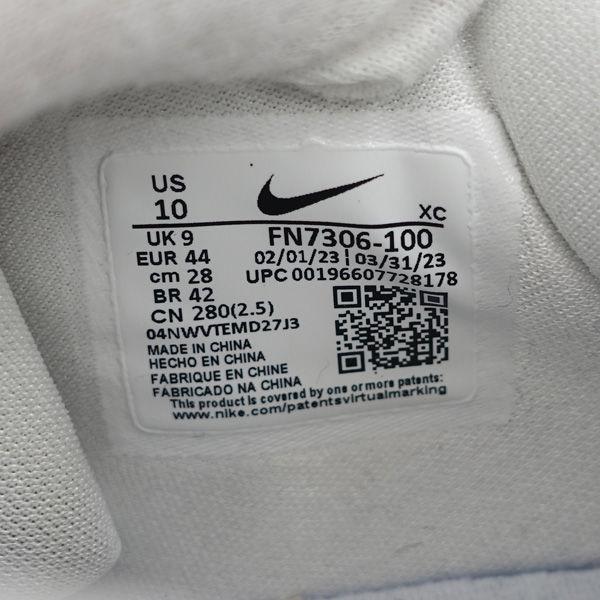 US
10
XC
UK 9
FN7306-100
EUR 44
02/01/23 | 03/31/23
cm 28
UPC 00196607728178
BR 42
CN 280(2.5)
04NWVTEMD27J3
MADE IN CHINA
HECHO EN CHINA
FABRIQUE EN CHINE
FABRICADO NA CHINA
This product is covered by one or more patents:
www.nike.com/patentsvirtualmarking